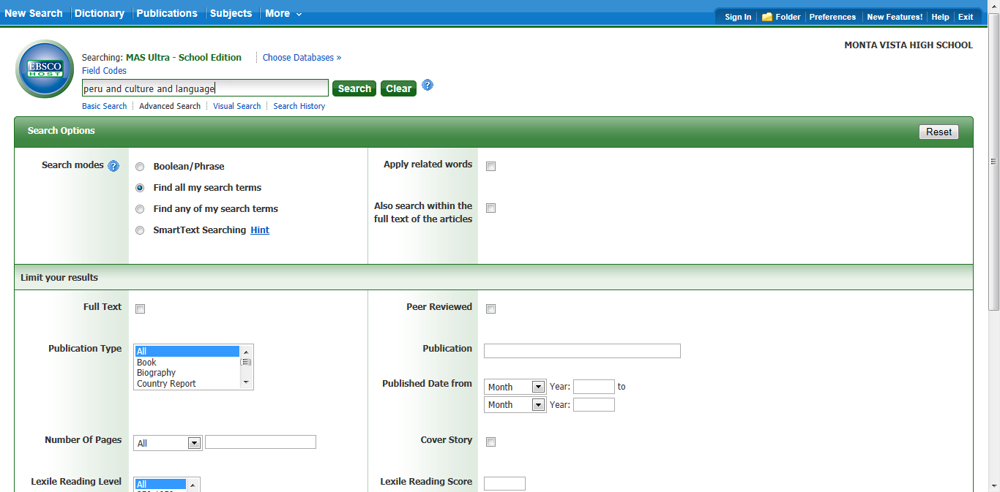 New Search Dictionary Publications Subjects More
Sign In Folder Preferences New Features! Help Exit
MONTA VISTA HIGH SCHOOL
EBSCO
HOST
Searching: MAS Ultra - School Edition Choose Databases »
Field Codes
peru and culture and language Search Clear ?
Basic Search Advanced Search Visual Search Search History
Search Options Reset
Search modes ? Boolean/Phrase Apply related words
Find all my search terms
Find any of my search terms Also search within the
full text of the articles
SmartText Searching Hint
Limit your results
Full Text Peer Reviewed
Publication Type All Publication
Book
Biography
Country Report Published Date from Month Year: to
Month Year:
Number Of Pages All Cover Story
Lexile Reading Level All Lexile Reading Score